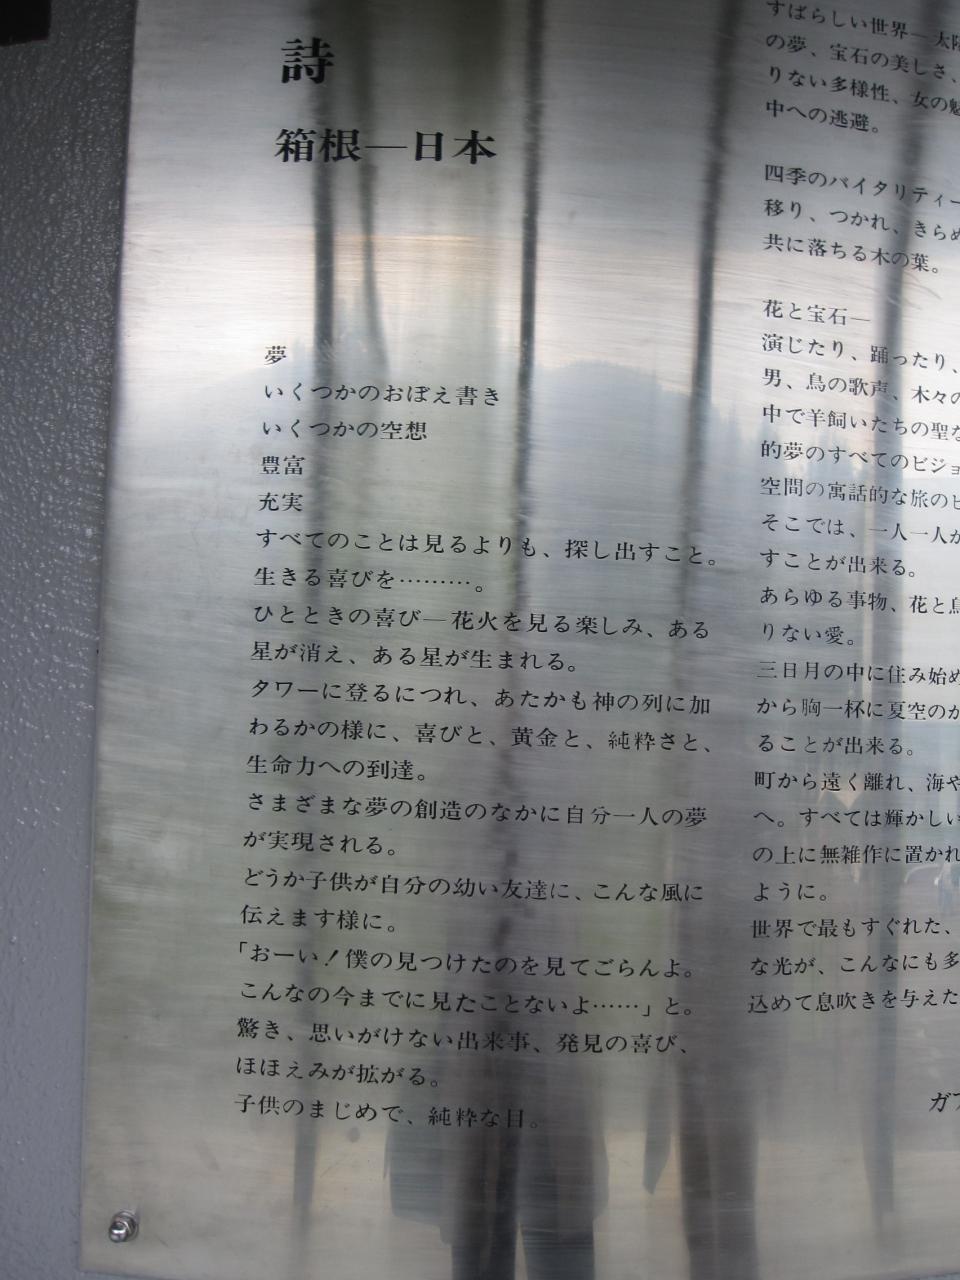 詩
箱根―日本
夢
いくつかのおぼえ書き
いくつかの空想
豊富
充実
すべてのことは見るよりも、探し出すこと。
生きる喜びを………。
ひとときの喜び―花火を見る楽しみ、ある
星が消え、ある星が生まれる。
タワーに登るにつれ、あたかも神の列に加
わるかの様に、喜びと、黄金と、純粋さと、
生命力への到達。
さまざまな夢の創造のなかに自分一人の夢
が実現される。
どうか子供が自分の幼い友達に、こんな風に
伝えます様に。
「おーい！僕の見つけたのを見てごらんよ。
こんなの今までに見たことないよ……」と。
驚き、思いがけない出来事、発見の喜び、
ほほえみが拡がる。
子供のまじめで、純粋な目。
すばらしい世界―太陽
の夢、宝石の美しさ、
りない多様性、女の魅
中への逃避。
四季のバイタリティー
移り、つかれ、きらめ
共に落ちる木の葉。
花と宝石―
演じたり、踊ったり、
男、鳥の歌声、木々の
中で羊飼いたちの聖な
的夢のすべてのビジョ
空間の寓話的な旅のビ
そこでは、一人一人が
すことが出来る。
あらゆる事物、花と鳥
りない愛。
三日月の中に住み始め
から胸一杯に夏空のか
ることが出来る。
町から遠く離れ、海や
へ。すべては輝かしい
の上に無雑作に置かれ
ように。
世界で最もすぐれた、
な光が、こんなにも多
込めて息吹きを与えた
ガ